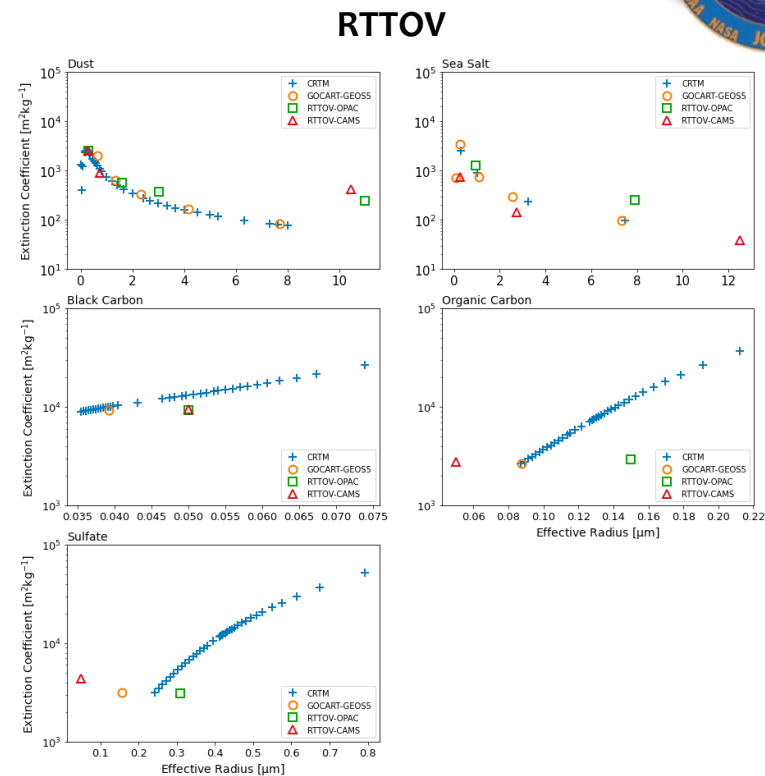 RTTOV
NASA
Dust
Extinction Coefficient [m²kg⁻¹]
10⁵
10⁴
10³
10²
10¹
0 2 4 6 8 10
CRTM
GOCART-GEOS5
RTTOV-OPAC
RTTOV-CAMS
Sea Salt
10⁵
10⁴
10³
10²
10¹
0 2 4 6 8 10 12
CRTM
GOCART-GEOS5
RTTOV-OPAC
RTTOV-CAMS
Black Carbon
Extinction Coefficient [m²kg⁻¹]
10⁵
10⁴
10³
0.035 0.040 0.045 0.050 0.055 0.060 0.065 0.070 0.075
CRTM
GOCART-GEOS5
RTTOV-OPAC
RTTOV-CAMS
Organic Carbon
10⁵
10⁴
10³
0.06 0.08 0.10 0.12 0.14 0.16 0.18 0.20 0.22
Effective Radius [μm]
CRTM
GOCART-GEOS5
RTTOV-OPAC
RTTOV-CAMS
Sulfate
Extinction Coefficient [m²kg⁻¹]
10⁵
10⁴
10³
0.1 0.2 0.3 0.4 0.5 0.6 0.7 0.8
Effective Radius [μm]
CRTM
GOCART-GEOS5
RTTOV-OPAC
RTTOV-CAMS